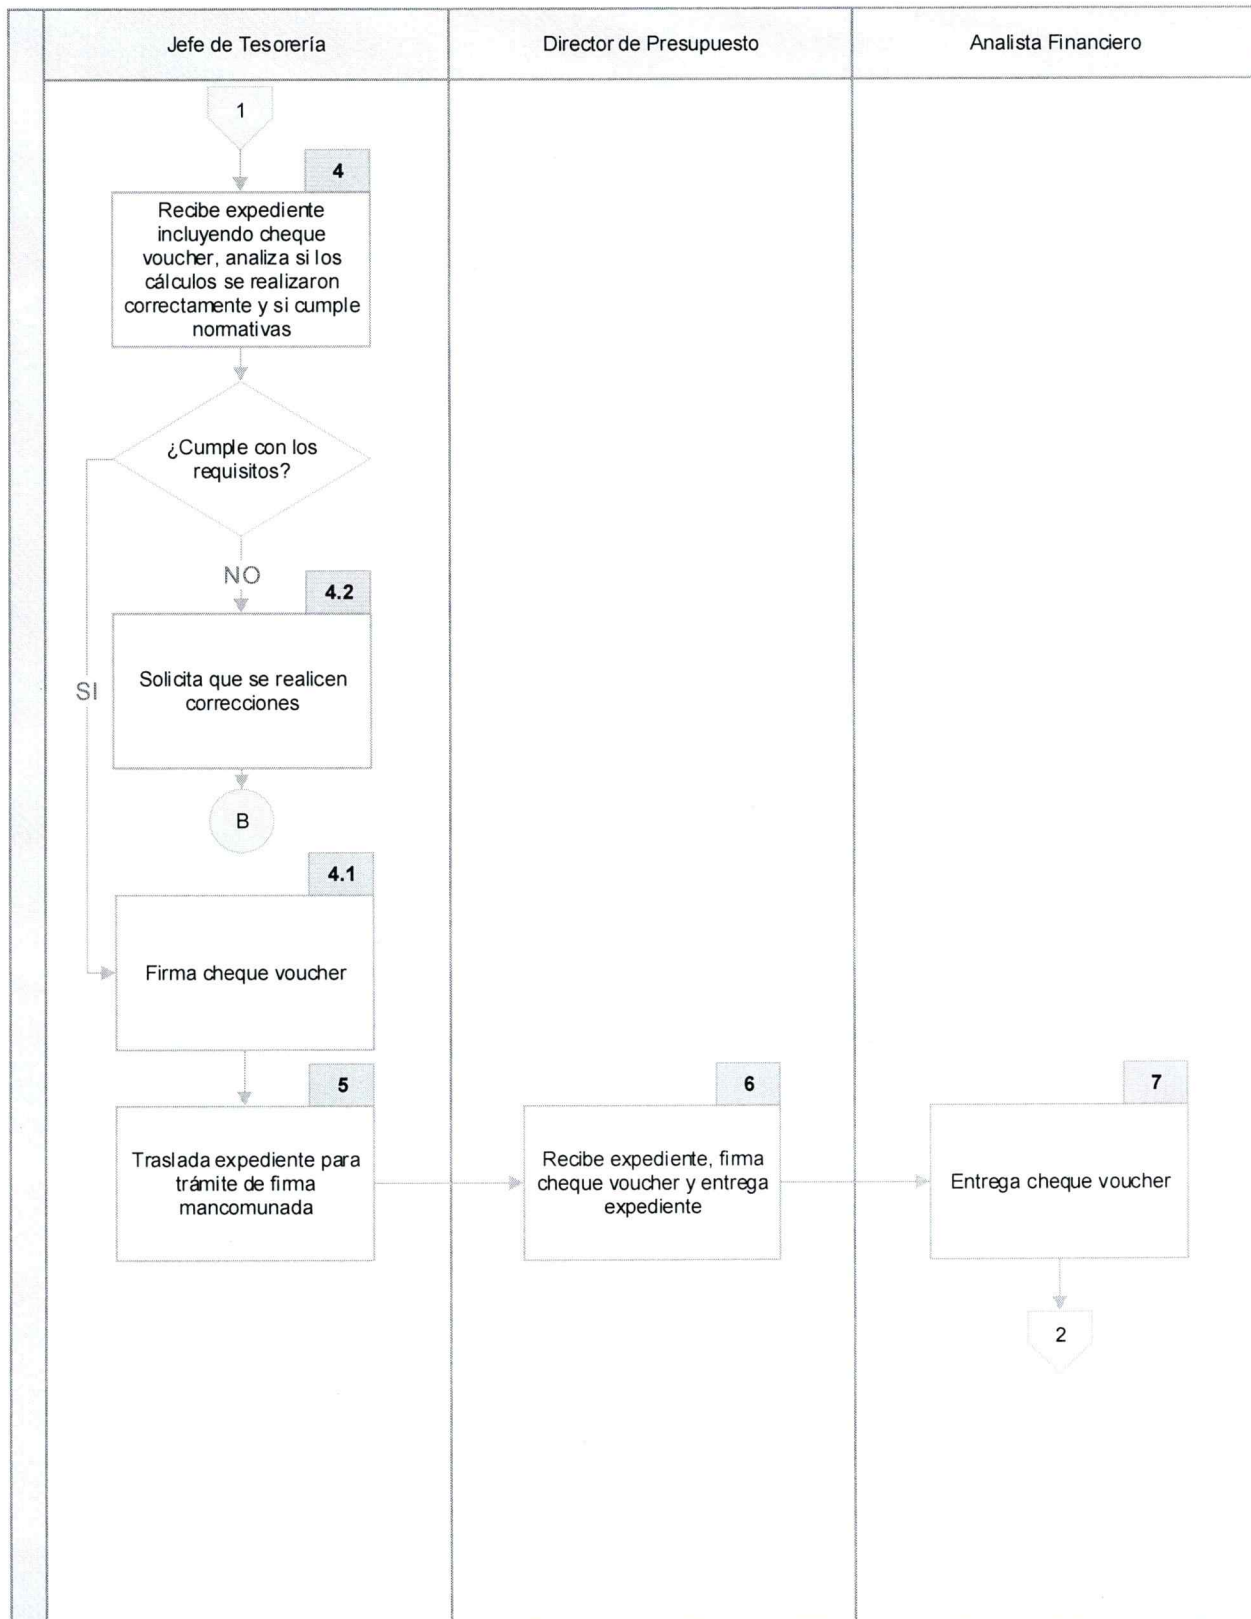 Jefe de Tesorería
Director de Presupuesto
Analista Financiero
1
4
Recibe expediente
incluyendo cheque
voucher, analiza si los
cálculos se realizaron
correctamente y si cumple
normativas
¿Cumple con los
requisitos?
NO
4.2
SI
Solicita que se realicen
correcciones
B
4.1
Firma cheque voucher
5
Traslada expediente para
trámite de firma
mancomunada
6
Recibe expediente, firma
cheque voucher y entrega
expediente
7
Entrega cheque voucher
2